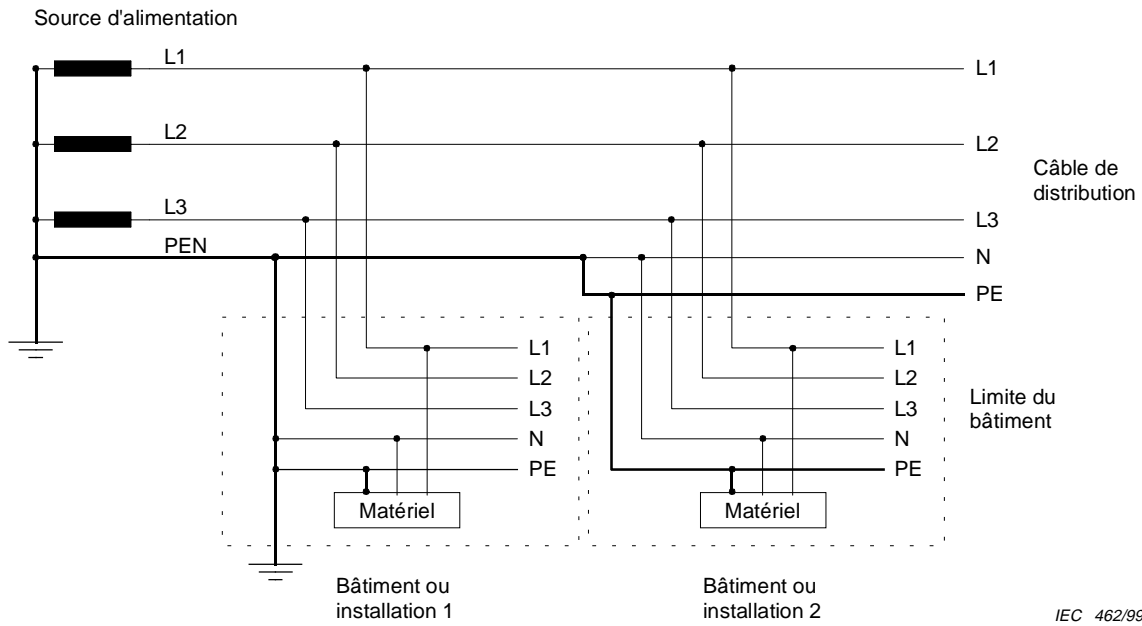 Source d'alimentation
L1
L1
L2
L2
Câble de
distribution
L3
L3
PEN
N
PE
L1
L1
L2
L2
Limite du
bâtiment
L3
L3
N
N
PE
PE
Matériel
Matériel
Bâtiment ou
installation 1
Bâtiment ou
installation 2
IEC 462/99